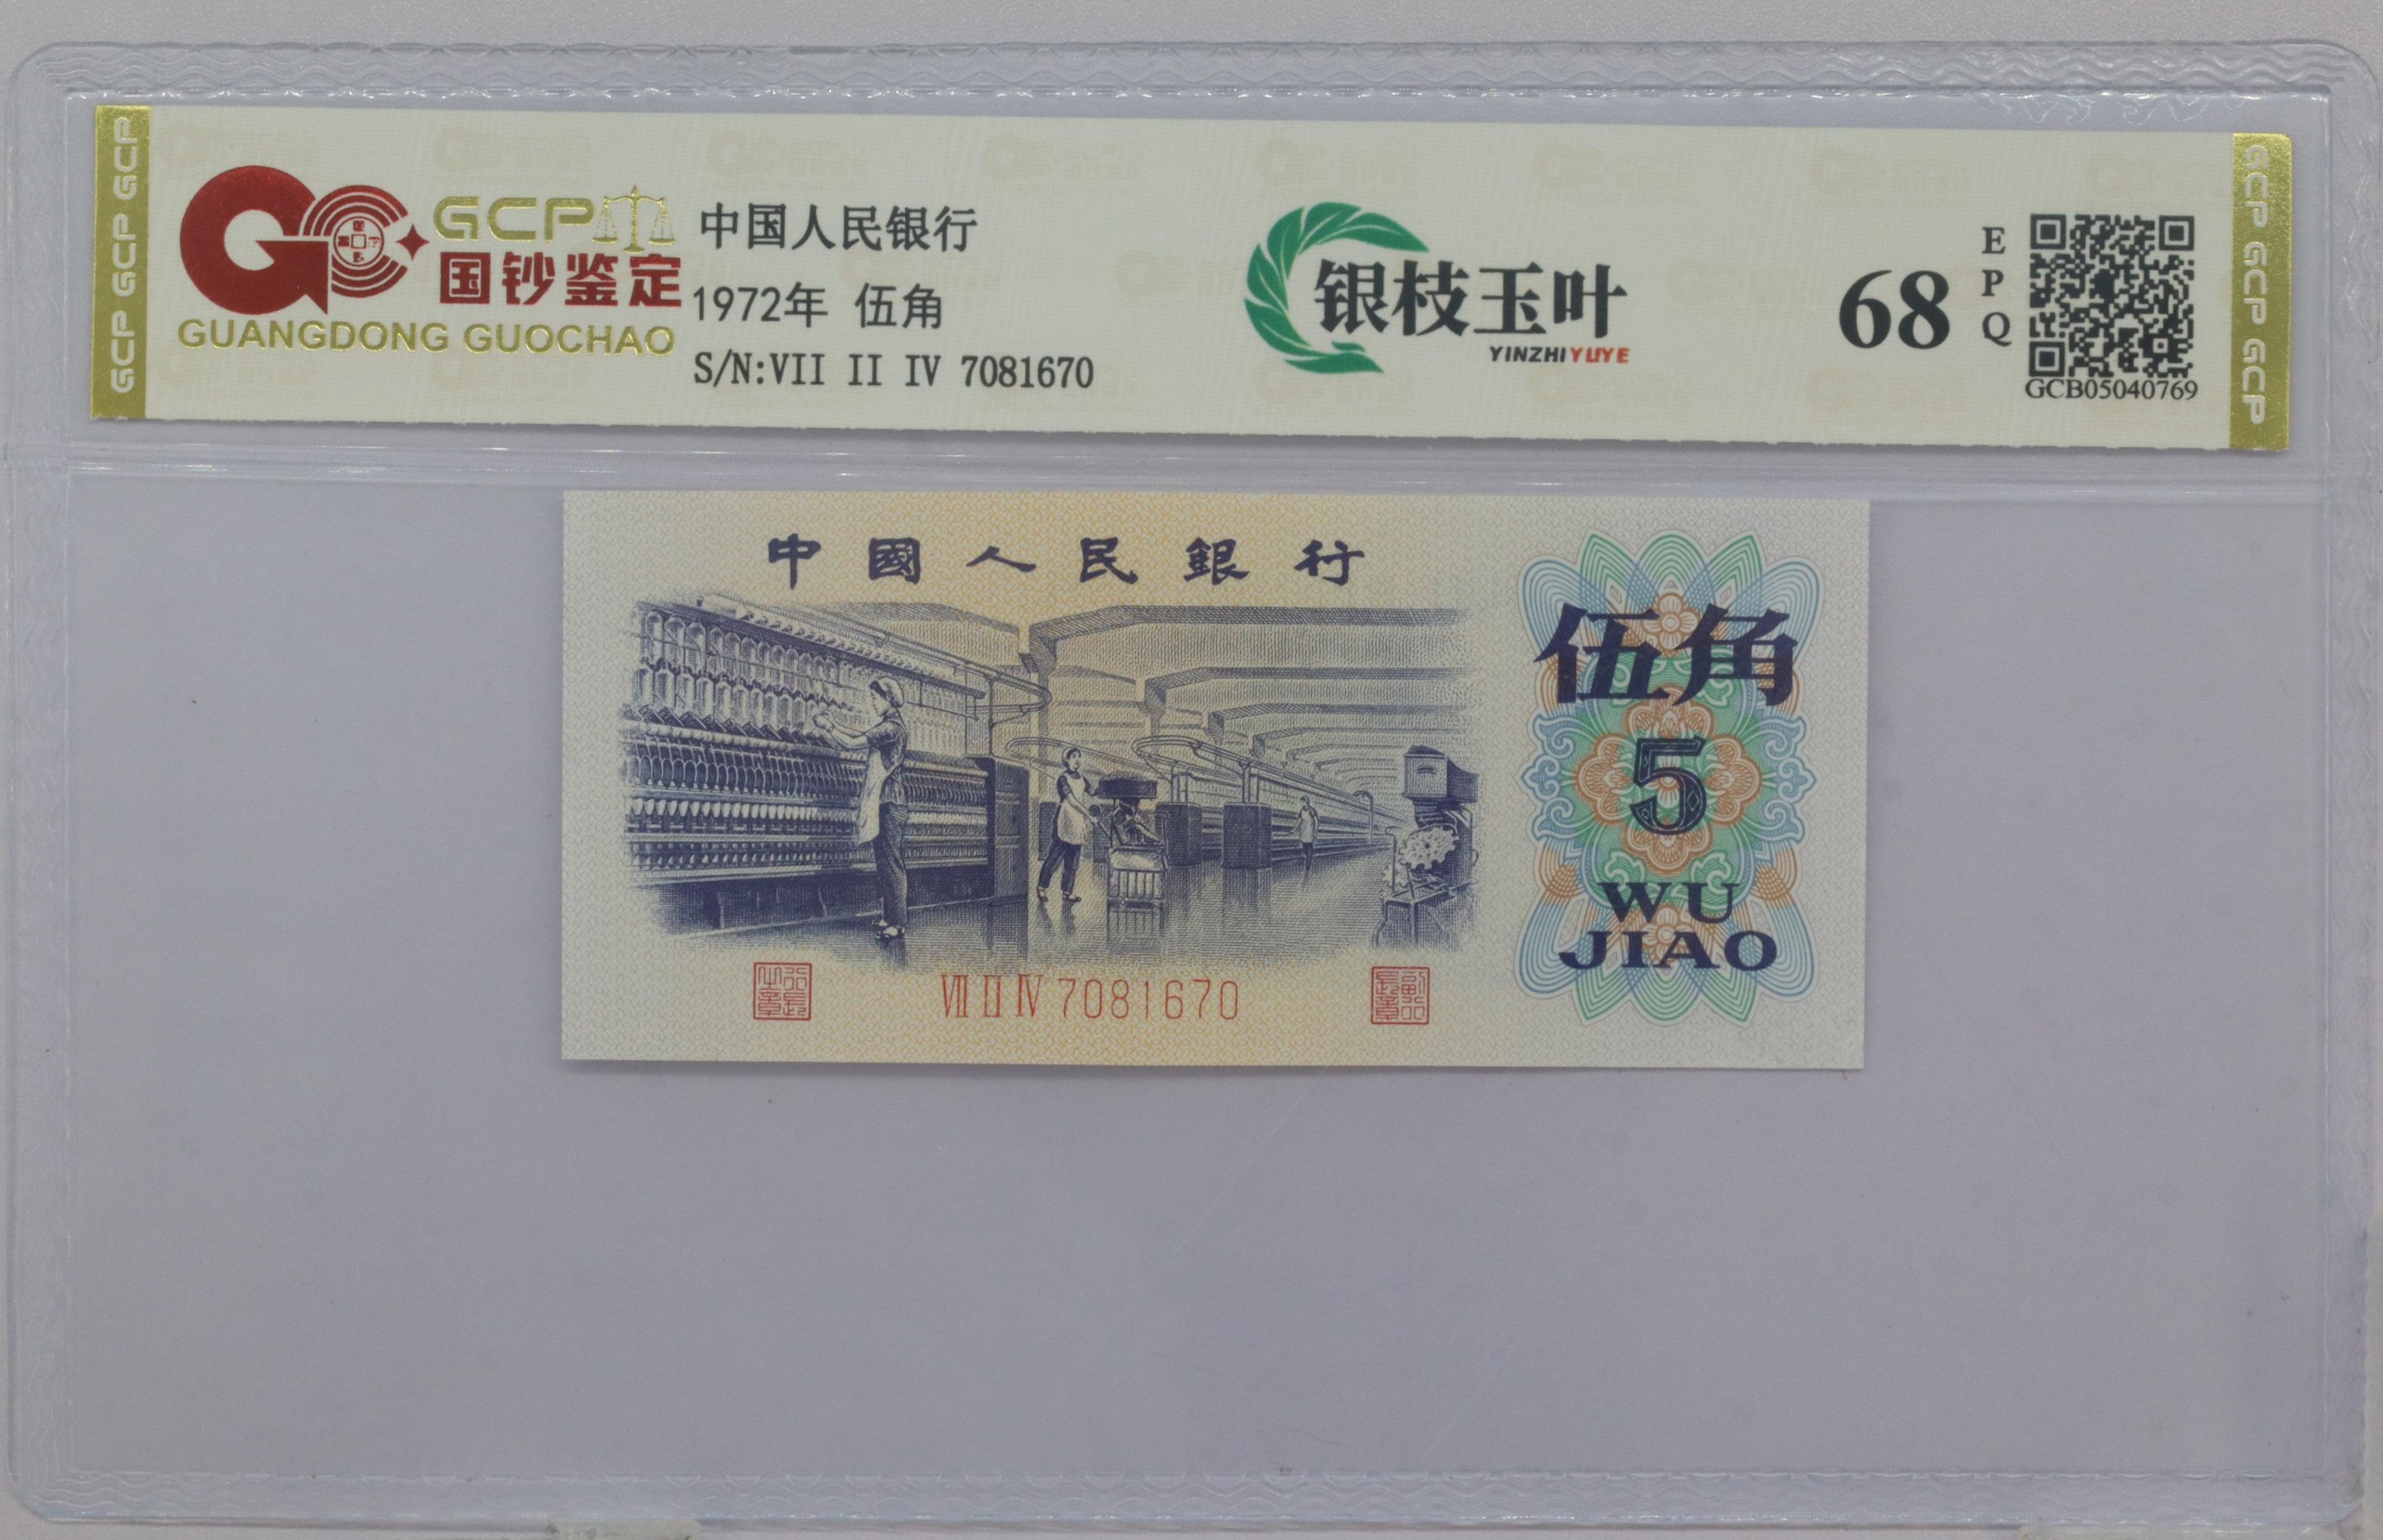 GCP GCP GCP
GCP
国钞鉴定
GUANGDONG GUOCHAO
中国人民银行
1972年 伍角
S/N:VII II IV 7081670
银枝玉叶
YINZHIYUYE
68
EPQ
GCB05040769
GCP GCP GCP
中國人民銀行
伍角
5
WU
JIAO
VII II IV 7081670